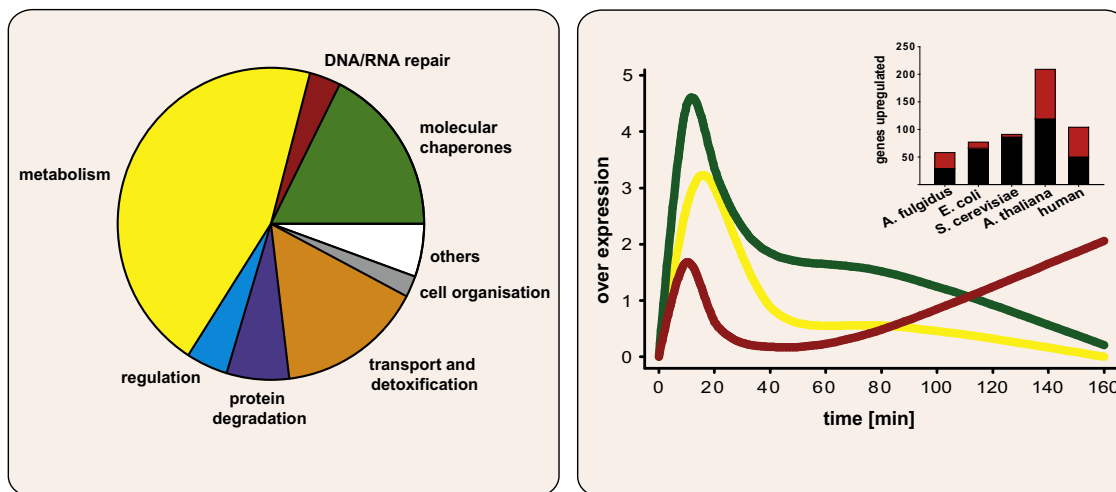 DNA/RNA repair
molecular
chaperones
metabolism
others
cell organisation
transport and
detoxification
regulation
protein
degradation
over expression
5
4
3
2
1
0
0 20 40 60 80 100 120 140 160
time [min]
genes upregulated
250
200
150
100
50
A. fulgidus
E. coli
S. cerevisiae
A. thaliana
human